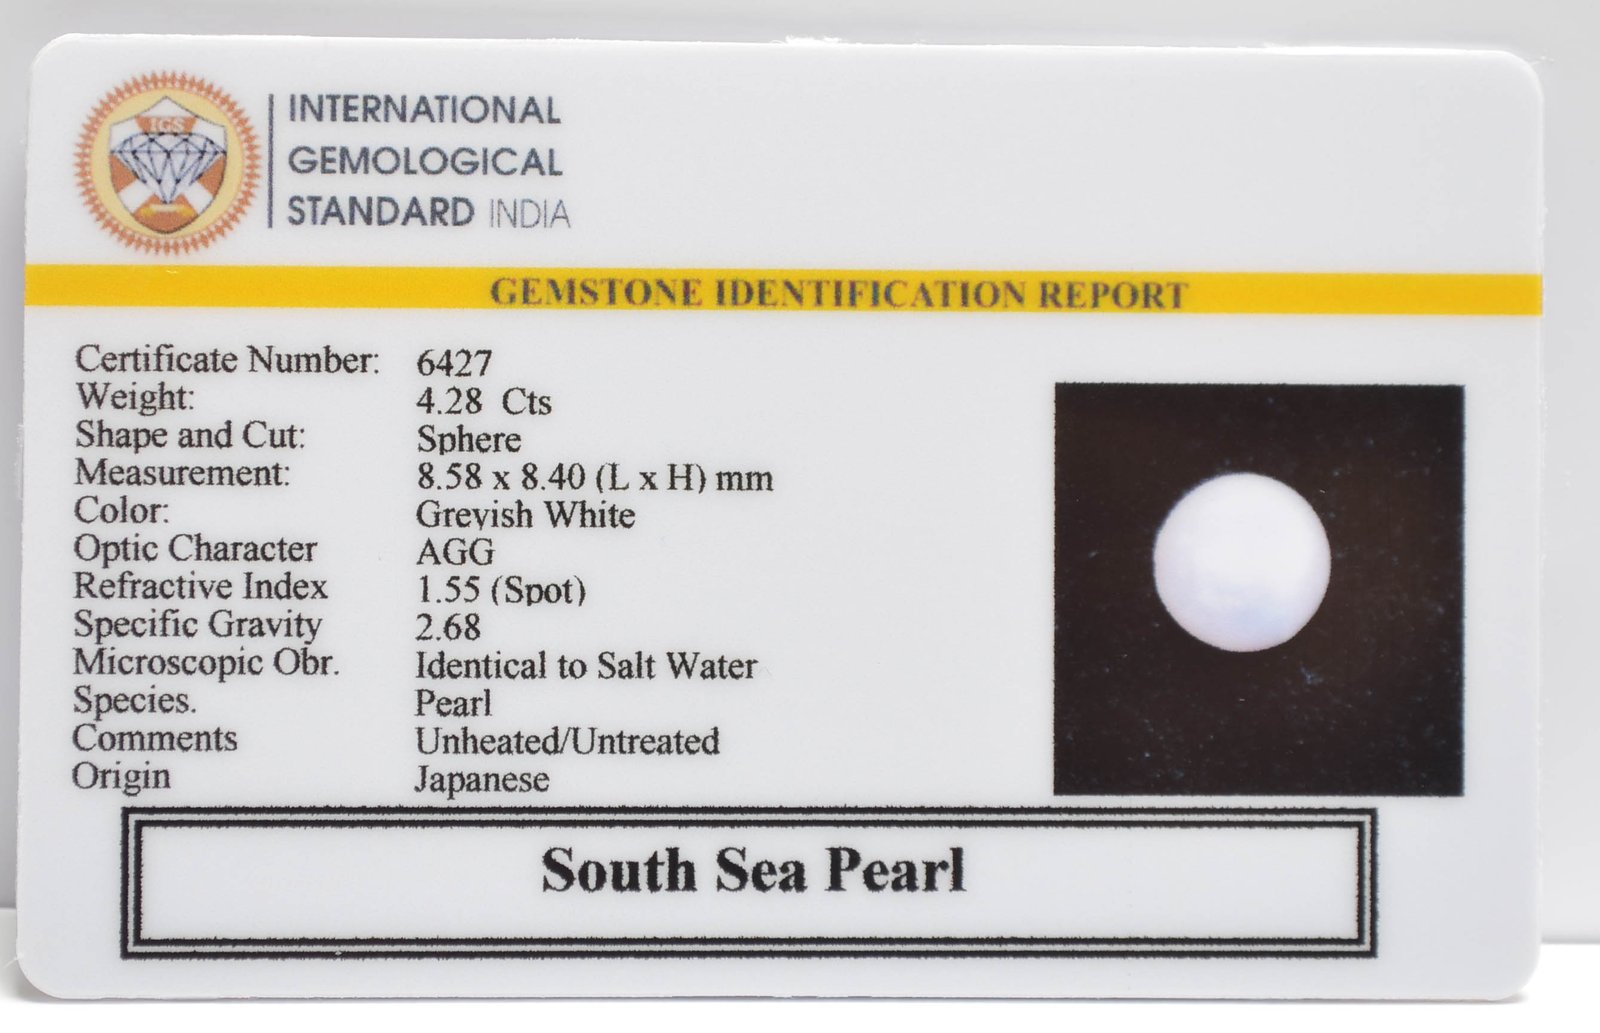 IGS
INTERNATIONAL
GEMOLOGICAL
STANDARD INDIA
GEMSTONE IDENTIFICATION REPORT
Certificate Number: 6427
Weight: 4.28 Cts
Shape and Cut: Sphere
Measurement: 8.58 x 8.40 (L x H) mm
Color: Greyish White
Optic Character AGG
Refractive Index 1.55 (Spot)
Specific Gravity 2.68
Microscopic Obr. Identical to Salt Water
Species. Pearl
Comments Unheated/Untreated
Origin Japanese
South Sea Pearl